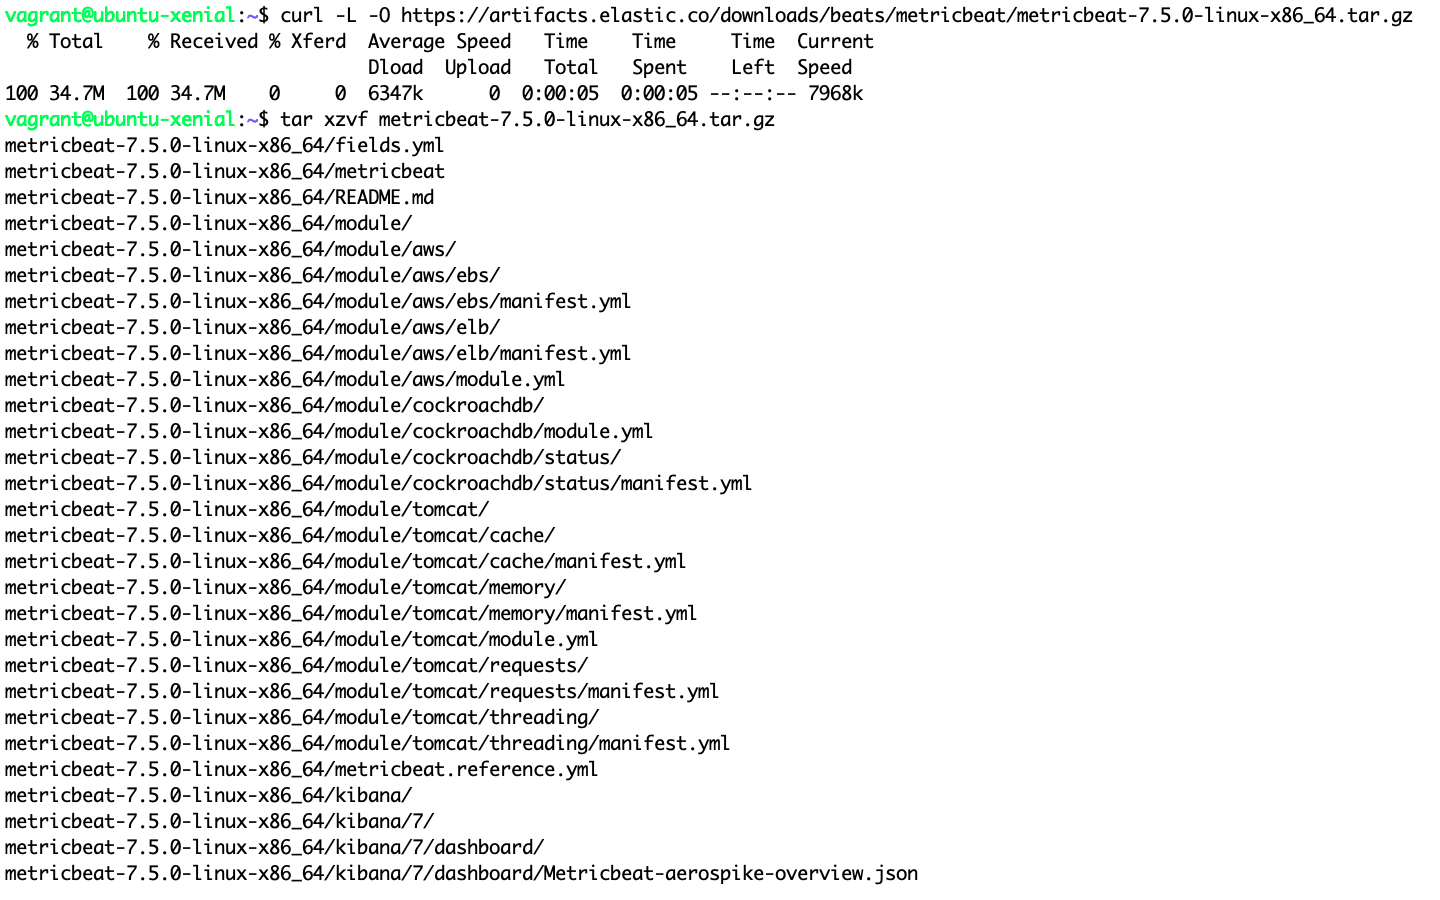 vagrant@ubuntu-xenial:~$ curl -L -O https://artifacts.elastic.co/downloads/beats/metricbeat/metricbeat-7.5.0-linux-x86_64.tar.gz
  % Total    % Received % Xferd  Average Speed   Time    Time     Time  Current
                                 Dload  Upload   Total   Spent    Left  Speed
100 34.7M  100 34.7M    0     0  6347k      0  0:00:05  0:00:05 --:--:-- 7968k
vagrant@ubuntu-xenial:~$ tar xzvf metricbeat-7.5.0-linux-x86_64.tar.gz
metricbeat-7.5.0-linux-x86_64/fields.yml
metricbeat-7.5.0-linux-x86_64/metricbeat
metricbeat-7.5.0-linux-x86_64/README.md
metricbeat-7.5.0-linux-x86_64/module/
metricbeat-7.5.0-linux-x86_64/module/aws/
metricbeat-7.5.0-linux-x86_64/module/aws/ebs/
metricbeat-7.5.0-linux-x86_64/module/aws/ebs/manifest.yml
metricbeat-7.5.0-linux-x86_64/module/aws/elb/
metricbeat-7.5.0-linux-x86_64/module/aws/elb/manifest.yml
metricbeat-7.5.0-linux-x86_64/module/aws/module.yml
metricbeat-7.5.0-linux-x86_64/module/cockroachdb/
metricbeat-7.5.0-linux-x86_64/module/cockroachdb/module.yml
metricbeat-7.5.0-linux-x86_64/module/cockroachdb/status/
metricbeat-7.5.0-linux-x86_64/module/cockroachdb/status/manifest.yml
metricbeat-7.5.0-linux-x86_64/module/tomcat/
metricbeat-7.5.0-linux-x86_64/module/tomcat/cache/
metricbeat-7.5.0-linux-x86_64/module/tomcat/cache/manifest.yml
metricbeat-7.5.0-linux-x86_64/module/tomcat/memory/
metricbeat-7.5.0-linux-x86_64/module/tomcat/memory/manifest.yml
metricbeat-7.5.0-linux-x86_64/module/tomcat/module.yml
metricbeat-7.5.0-linux-x86_64/module/tomcat/requests/
metricbeat-7.5.0-linux-x86_64/module/tomcat/requests/manifest.yml
metricbeat-7.5.0-linux-x86_64/module/tomcat/threading/
metricbeat-7.5.0-linux-x86_64/module/tomcat/threading/manifest.yml
metricbeat-7.5.0-linux-x86_64/metricbeat.reference.yml
metricbeat-7.5.0-linux-x86_64/kibana/
metricbeat-7.5.0-linux-x86_64/kibana/7/
metricbeat-7.5.0-linux-x86_64/kibana/7/dashboard/
metricbeat-7.5.0-linux-x86_64/kibana/7/dashboard/Metricbeat-aerospike-overview.json